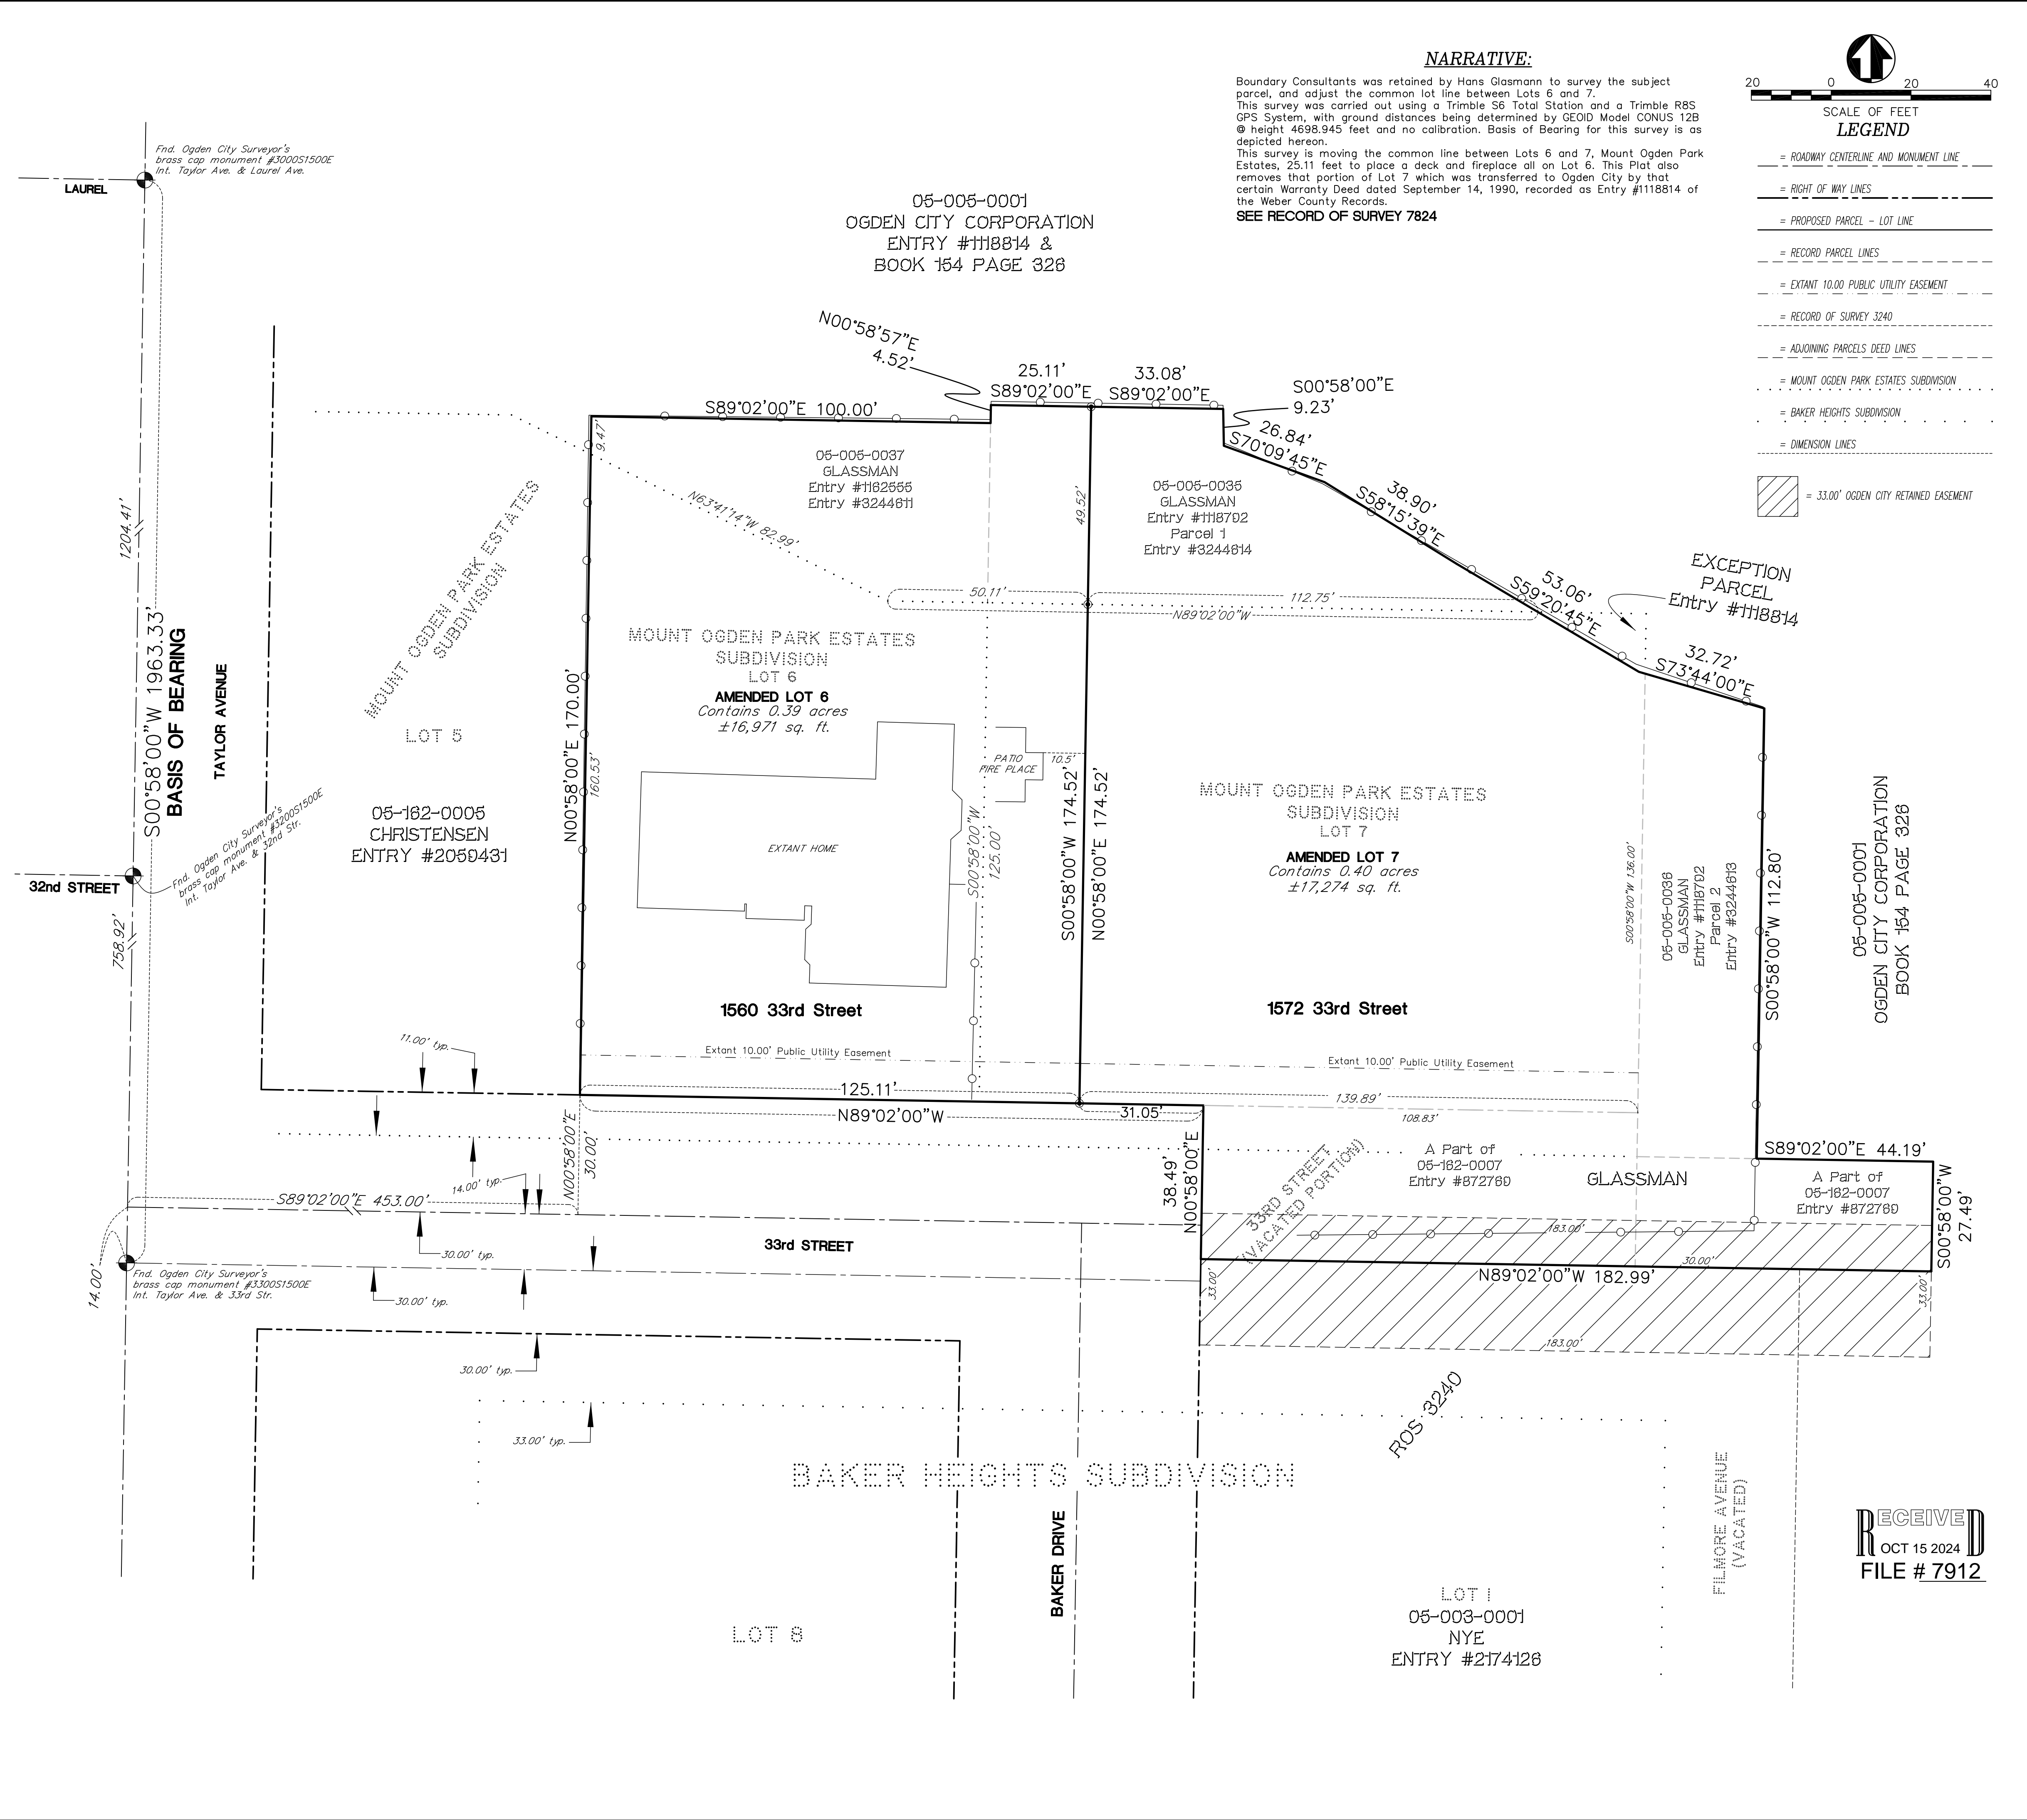 NARRATIVE:
Boundary Consultants was retained by Hans Glasmann to survey the subject
parcel, and adjust the common lot line between Lots 6 and 7.
This survey was carried out using a Trimble S6 Total Station and a Trimble R8S
GPS System, with ground distances being determined by GEOID Model CONUS 12B
@ height 4698.945 feet and no calibration. Basis of Bearing for this survey is as
depicted hereon.
This survey is moving the common line between Lots 6 and 7, Mount Ogden Park
Estates, 25.11 feet to place a deck and fireplace all on Lot 6. This Plat also
removes that portion of Lot 7 which was transferred to Ogden City by that
certain Warranty Deed dated September 14, 1990, recorded as Entry #1118814 of
the Weber County Records.
SEE RECORD OF SURVEY 7824
20 0 20 40
SCALE OF FEET
LEGEND
= ROADWAY CENTERLINE AND MONUMENT LINE
= RIGHT OF WAY LINES
= PROPOSED PARCEL - LOT LINE
= RECORD PARCEL LINES
= EXTANT 10.00 PUBLIC UTILITY EASEMENT
= RECORD OF SURVEY 3240
= ADJOINING PARCELS DEED LINES
= MOUNT OGDEN PARK ESTATES SUBDIVISION
= BAKER HEIGHTS SUBDIVISION
= DIMENSION LINES
= 33.00' OGDEN CITY RETAINED EASEMENT
Fnd. Ogden City Surveyor's
brass cap monument #3000S1500E
Int. Taylor Ave. & Laurel Ave.
LAUREL
05-005-0001
OGDEN CITY CORPORATION
ENTRY #1118814 &
BOOK 154 PAGE 326
N00°58'57"E
4.52'
25.11'
S89°02'00"E
33.08'
S89°02'00"E
S00°58'00"E
9.23'
S89°02'00"E 100.00'
26.84'
S70°09'45"E
38.90'
S58°15'39"E
53.06'
S59°20'45"E
32.72'
S73°44'00"E
EXCEPTION
PARCEL
Entry #1118814
9.47'
05-005-0037
GLASSMAN
Entry #1162555
Entry #3244611
49.52'
05-005-0035
GLASSMAN
Entry #1118702
Parcel 1
Entry #3244614
N63°41'14"W 82.99'
50.11'
112.75'
N89°02'00"W
1204.41'
S00°58'00"W 1963.33'
BASIS OF BEARING
TAYLOR AVENUE
MOUNT OGDEN PARK ESTATES
SUBDIVISION
LOT 5
05-162-0005
CHRISTENSEN
ENTRY #2059431
N00°58'00"E 170.00'
160.53'
MOUNT OGDEN PARK ESTATES
SUBDIVISION
LOT 6
AMENDED LOT 6
Contains 0.39 acres
±16,971 sq. ft.
PATIO
FIRE PLACE
10.5'
EXTANT HOME
S00°58'00"W
125.00'
S00°58'00"W 174.52'
N00°58'00"E 174.52'
MOUNT OGDEN PARK ESTATES
SUBDIVISION
LOT 7
AMENDED LOT 7
Contains 0.40 acres
±17,274 sq. ft.
S00°58'00"W 136.00'
05-005-0036
GLASSMAN
Entry #1118702
Parcel 2
Entry #3244613
S00°58'00"W 112.80'
05-005-0001
OGDEN CITY CORPORATION
BOOK 154 PAGE 326
Fnd. Ogden City Surveyor's
brass cap monument #3200S1500E
Int. Taylor Ave. & 32nd Str.
32nd STREET
758.92'
1560 33rd Street
1572 33rd Street
Extant 10.00' Public Utility Easement
Extant 10.00' Public Utility Easement
11.00' typ.
125.11'
N89°02'00"W
31.05'
139.89'
108.83'
N00°58'00"E
30.00'
14.00' typ.
S89°02'00"E 453.00'
38.49'
N00°58'00"E
33RD STREET
(VACATED PORTION)
A Part of
05-162-0007
Entry #872760
GLASSMAN
S89°02'00"E 44.19'
A Part of
05-162-0007
Entry #872760
S00°58'00"W
27.49'
183.00'
30.00'
N89°02'00"W 182.99'
33.00'
33.00'
183.00'
14.00'
30.00' typ.
33rd STREET
Fnd. Ogden City Surveyor's
brass cap monument #3300S1500E
Int. Taylor Ave. & 33rd Str.
30.00' typ.
30.00' typ.
33.00' typ.
ROS 3240
BAKER HEIGHTS SUBDIVISION
BAKER DRIVE
FILMORE AVENUE
(VACATED)
LOT 8
LOT 1
05-003-0001
NYE
ENTRY #2174126
RECEIVED
OCT 15 2024
FILE # 7912